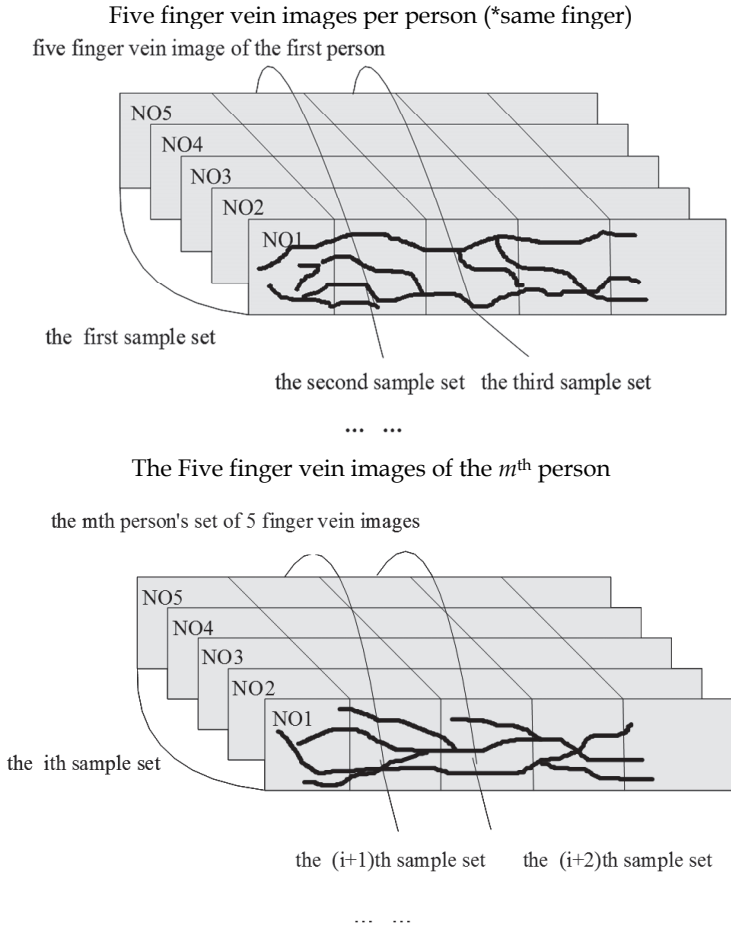 Five finger vein images per person (*same finger)
five finger vein image of the first person
NO5
NO4
NO3
NO2
NO1
the first sample set
the second sample set the third sample set
... ...
The Five finger vein images of the mth person
the mth person's set of 5 finger vein images
NO5
NO4
NO3
NO2
NO1
the ith sample set
the (i+1)th sample set the (i+2)th sample set
... ...